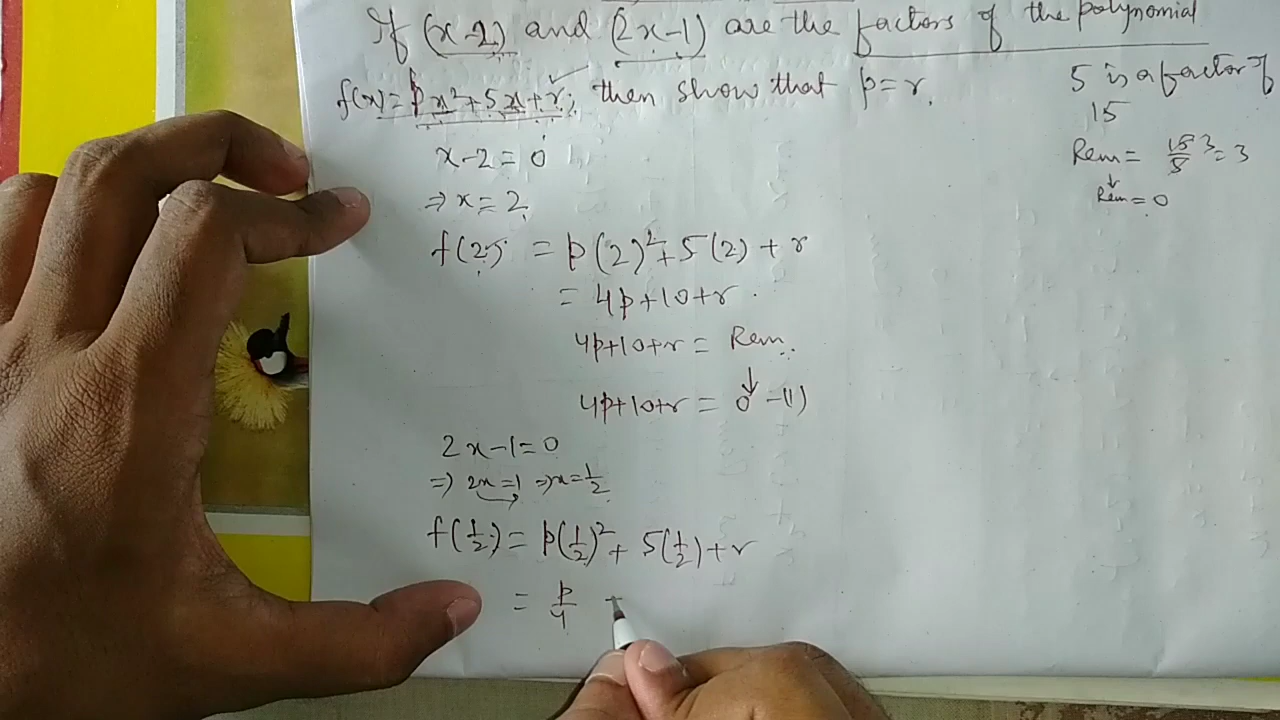 If (x-2) and (2x-1) are the factors of the polynomial
f(x)= px²+5x+r, then show that p=r.
x-2=0
⇒ x=2
f(2) = p(2)²+5(2)+r
= 4p+10+r
4p+10+r = Rem
4p+10+r = 0 -(1)
2x-1=0
⇒ 2x=1 ⇒x=1/2
f(1/2)= p(1/2)²+ 5(1/2)+r
= p/4
5 is a factor of
15
Rem= 15/5 3=3
↓
Rem=0